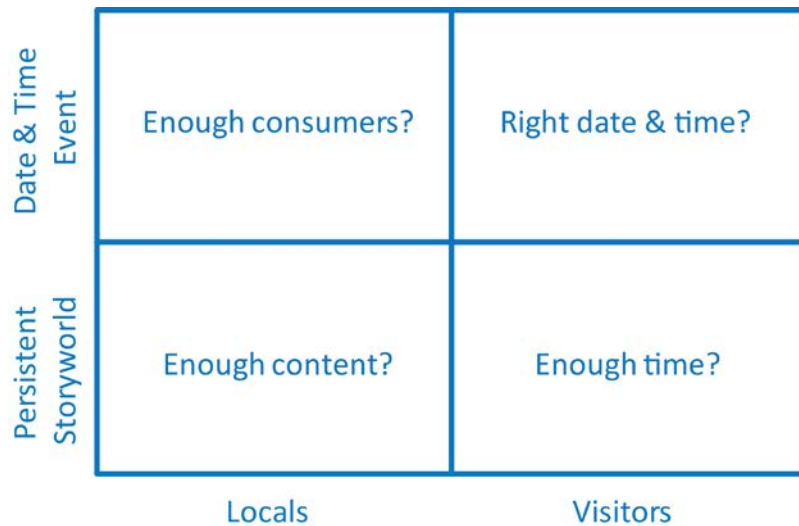 Date & Time
Event
Enough consumers?
Right date & time?
Persistent
Storyworld
Enough content?
Enough time?
Locals
Visitors